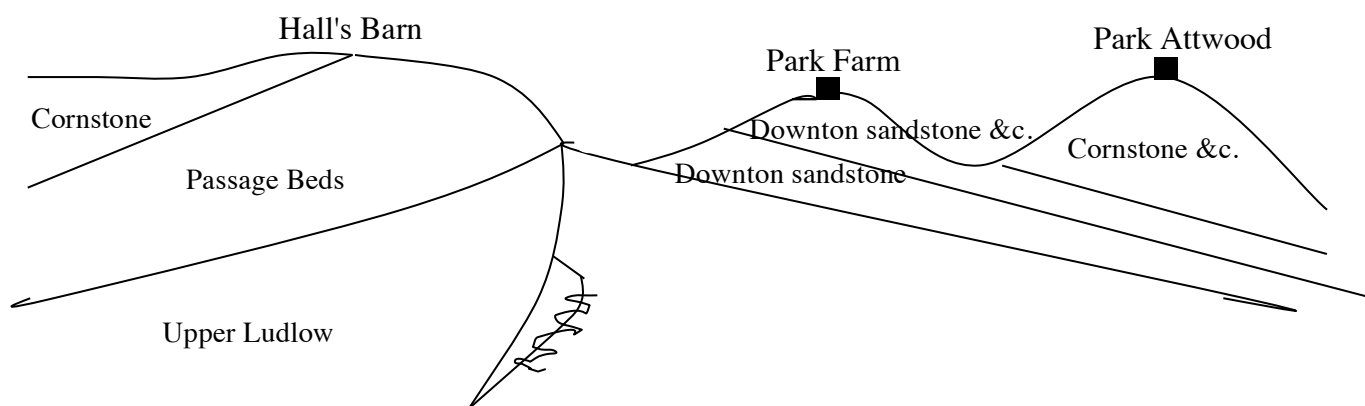 Hall's Barn
Park Farm
Park Attwood
Cornstone
Downton sandstone &c.
Cornstone &c.
Passage Beds
Downton sandstone
Upper Ludlow